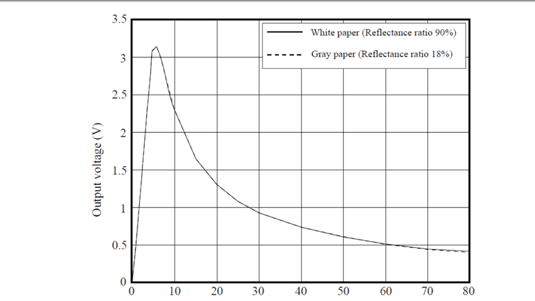 3.5
White paper (Reflectance ratio 90%)
3
Gray paper (Reflectance ratio 18%)
2.5
2
1.5
1
0.5
0
Output voltage (V)
0 10 20 30 40 50 60 70 80